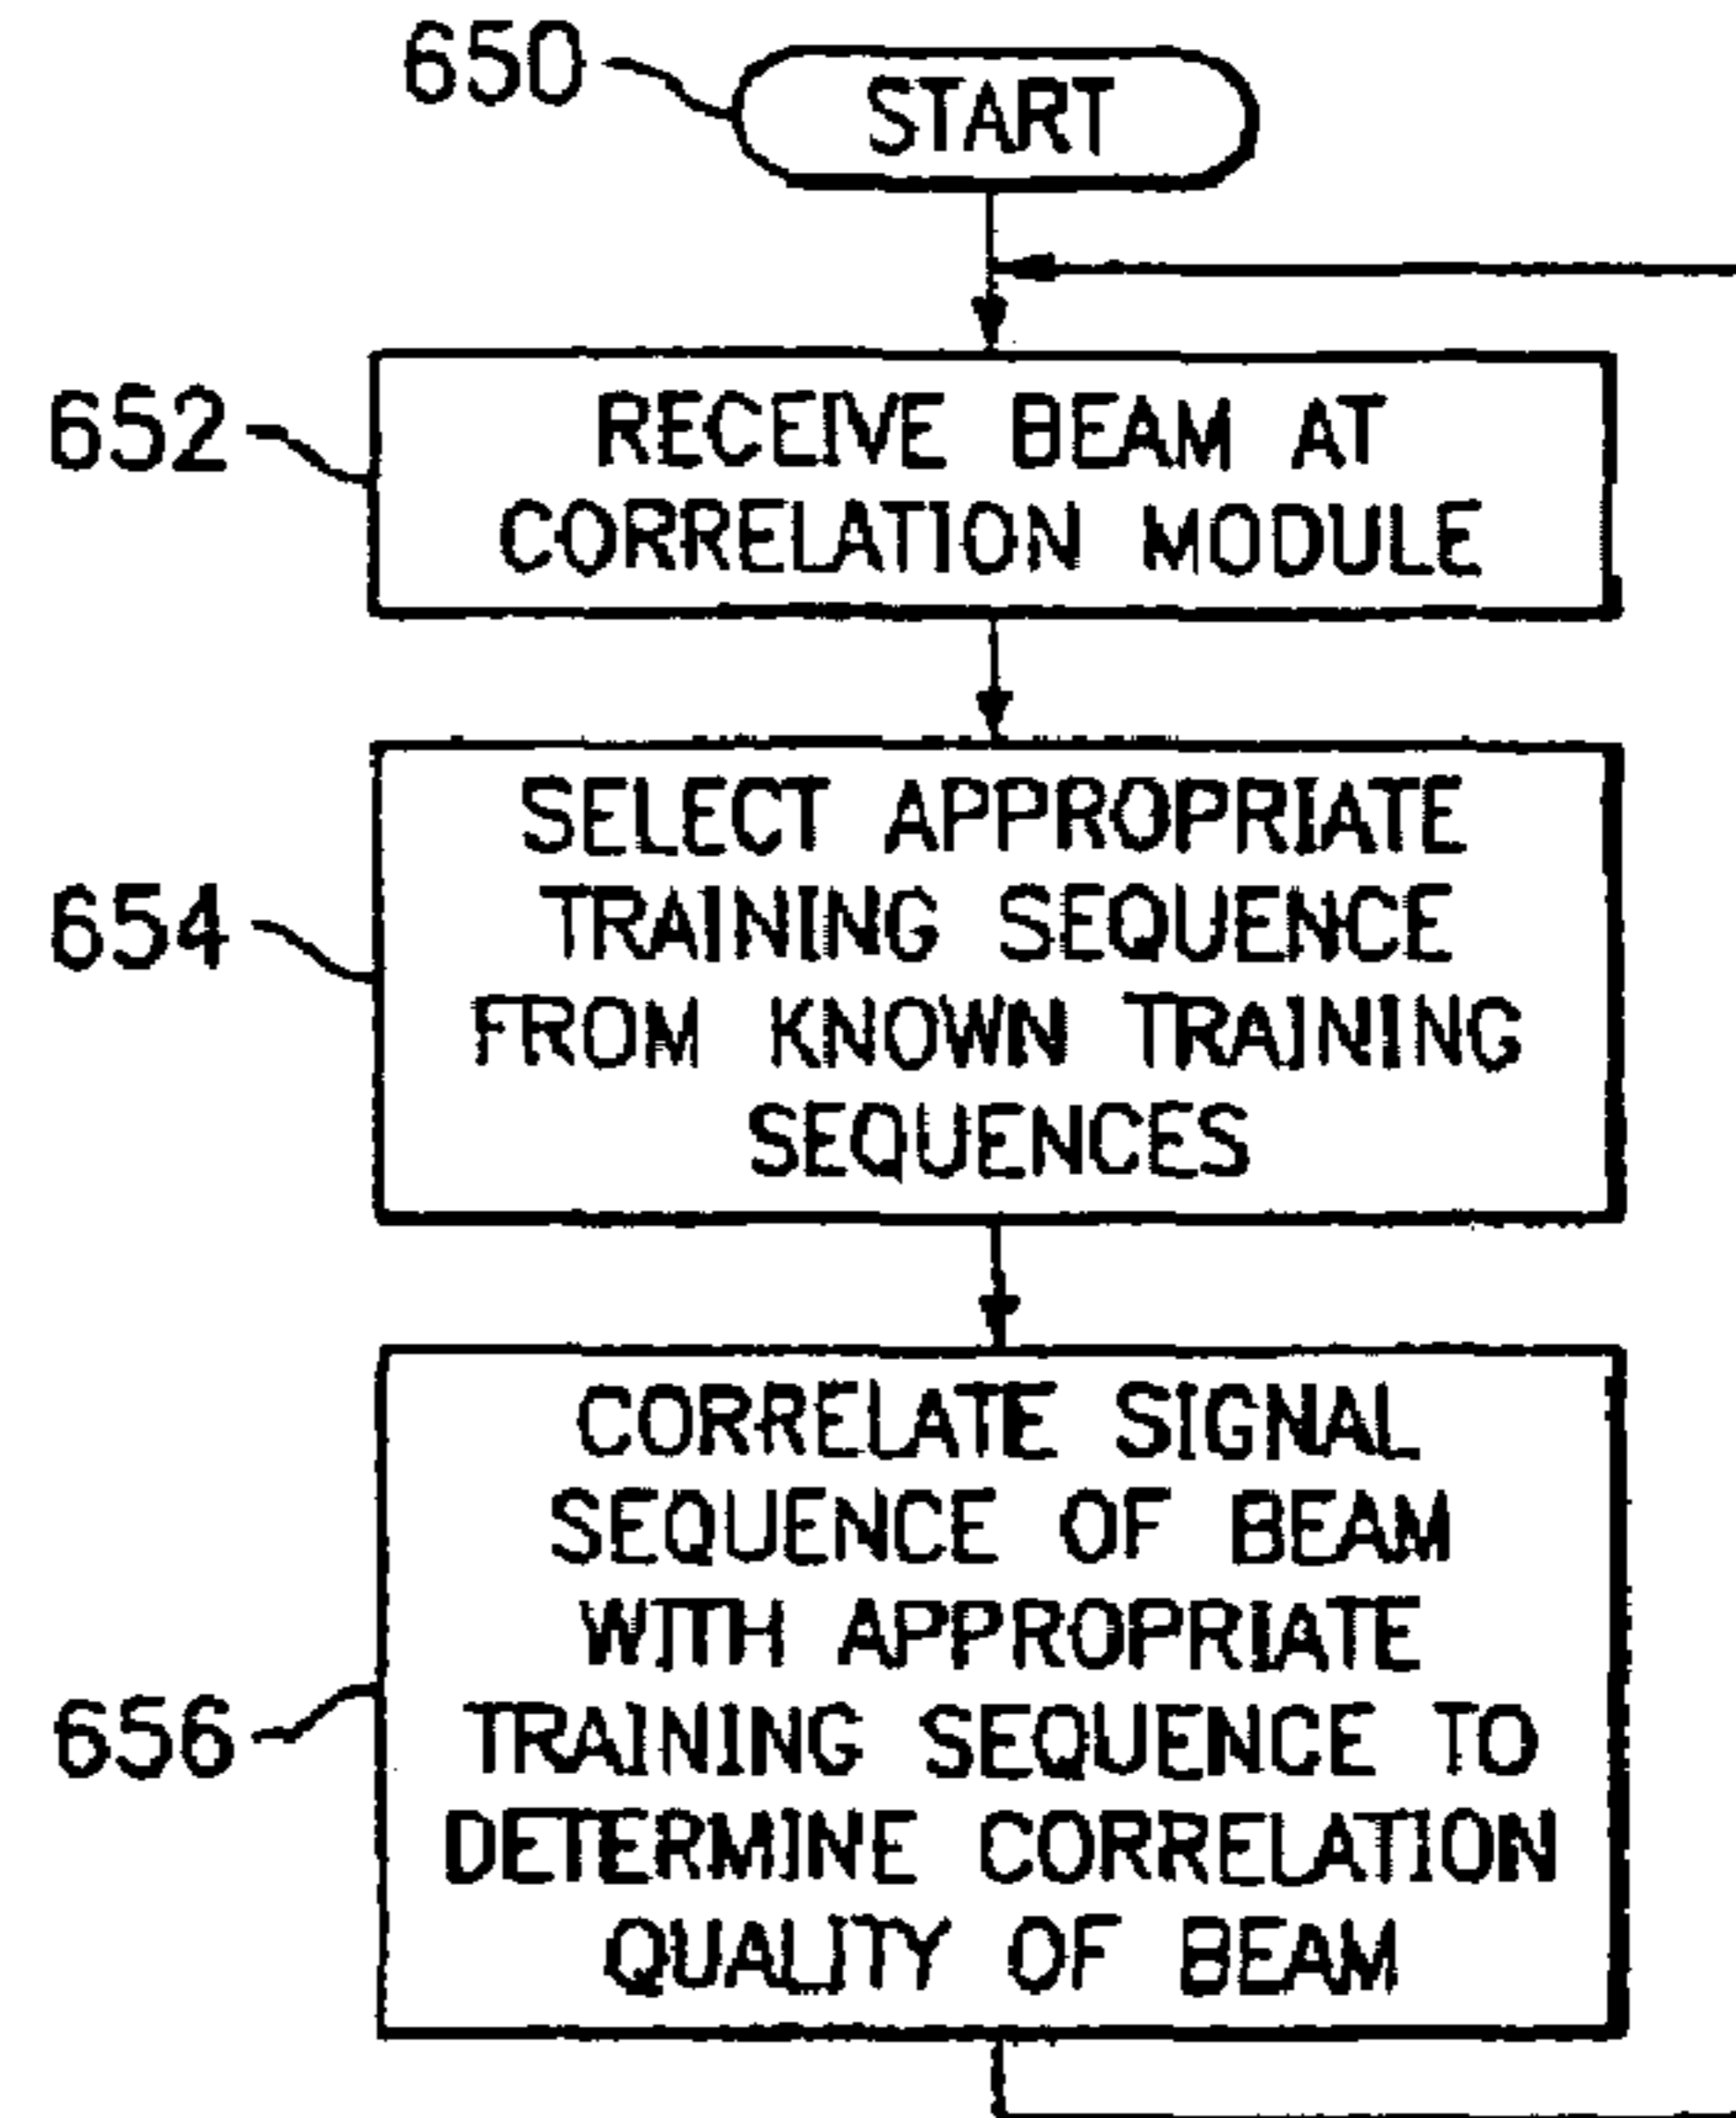 650
START
652
RECEIVE BEAM AT
CORRELATION MODULE
654
SELECT APPROPRIATE
TRAINING SEQUENCE
FROM KNOWN TRAINING
SEQUENCES
656
CORRELATE SIGNAL
SEQUENCE OF BEAM
WITH APPROPRIATE
TRAINING SEQUENCE TO
DETERMINE CORRELATION
QUALITY OF BEAM